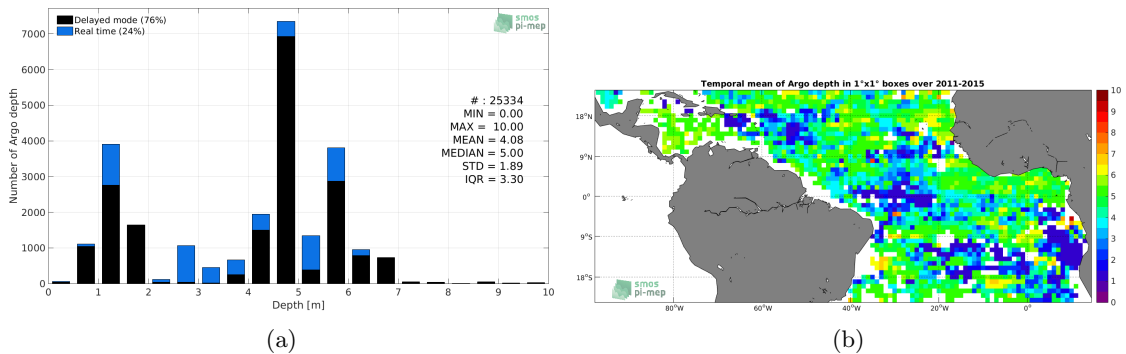 Delayed mode (76%)
Real time (24%)
smos
pi-mep
Number of Argo depth
7000
6000
5000
4000
3000
2000
1000
0
# : 25334
MIN = 0.00
MAX = 10.00
MEAN = 4.08
MEDIAN = 5.00
STD = 1.89
IQR = 3.30
0 1 2 3 4 5 6 7 8 9 10
Depth [m]
(a)
Temporal mean of Argo depth in 1°x1° boxes over 2011-2015
18°N
9°N
0°
9°S
18°S
80°W 60°W 40°W 20°W 0°
smos
pi-mep
10
9
8
7
6
5
4
3
2
1
0
(b)